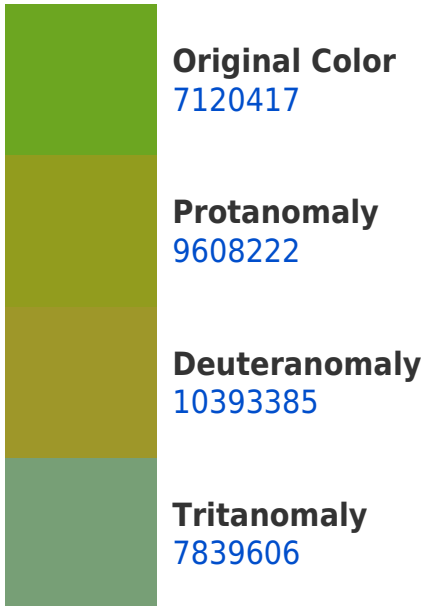 Original Color
7120417
Protanomaly
9608222
Deuteranomaly
10393385
Tritanomaly
7839606